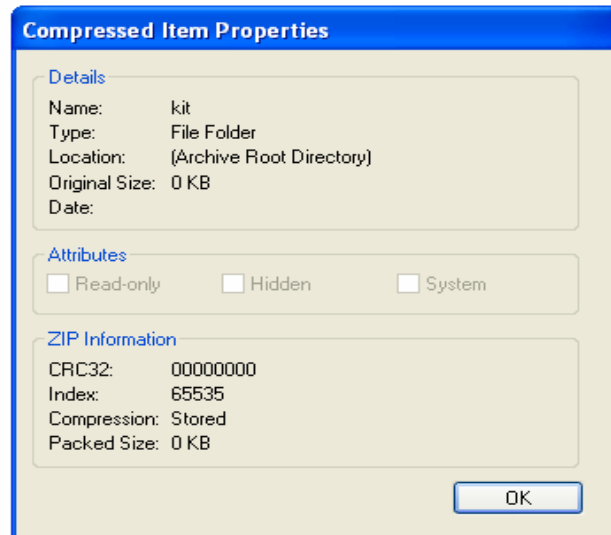 Compressed Item Properties
Details
Name: kit
Type: File Folder
Location: (Archive Root Directory)
Original Size: 0 KB
Date:
Attributes
Read-only Hidden System
ZIP Information
CRC32: 00000000
Index: 65535
Compression: Stored
Packed Size: 0 KB
OK